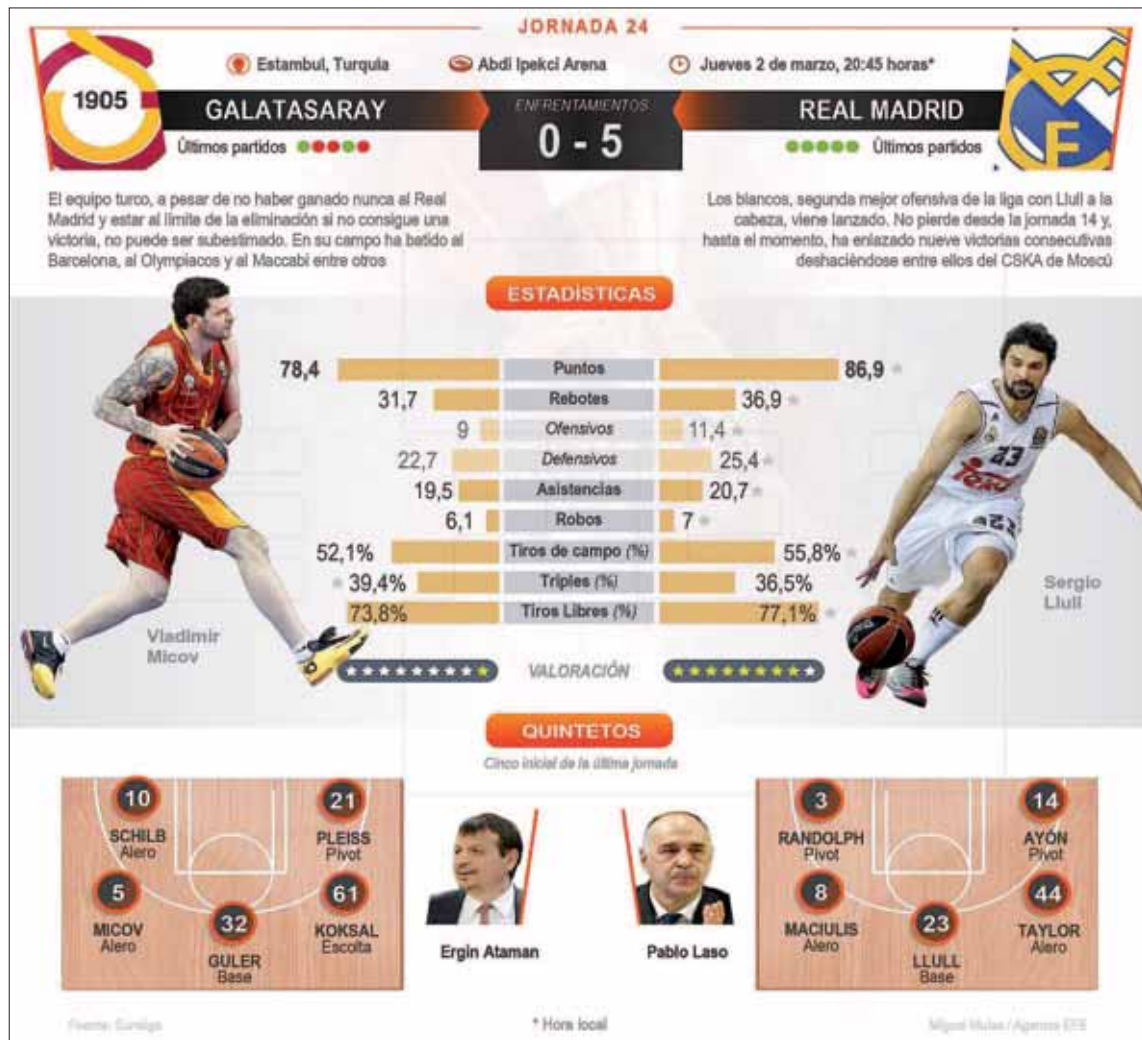 JORNADA 24
Estambul, Turquia
Abdi Ipekci Arena
Jueves 2 de marzo, 20:45 horas*
1905
GALATASARAY
ENFRENTAMIENTOS
REAL MADRID
0 - 5
Últimos partidos
Últimos partidos
El equipo turco, a pesar de no haber ganado nunca al Real
Madrid y estar al límite de la eliminación si no consigue una
victoria, no puede ser subestimado. En su campo ha batido al
Barcelona, al Olympiacos y al Maccabi entre otros
Los blancos, segunda mejor ofensiva de la liga con Llull a la
cabeza, viene lanzado. No pierde desde la jornada 14 y,
hasta el momento, ha enlazado nueve victorias consecutivas
deshaciéndose entre ellos del CSKA de Moscú
ESTADÍSTICAS
78,4 Puntos 86,9
31,7 Rebotes 36,9
9 Ofensivos 11,4
22,7 Defensivos 25,4
19,5 Asistencias 20,7
6,1 Robos 7
52,1% Tiros de campo (%) 55,8%
39,4% Triples (%) 36,5%
73,8% Tiros Libres (%) 77,1%
Vladimir
Micov
Sergio
Llull
23
VALORACIÓN
QUINTETOS
Cinco inicial de la última jornada
10
SCHILB
Alero
21
PLEISS
Pivot
5
MICOV
Alero
32
GULER
Base
61
KOKSAL
Escolta
Ergin Ataman
Pablo Laso
3
RANDOLPH
Pivot
14
AYÓN
Pivot
8
MACIULIS
Alero
23
LLULL
Base
44
TAYLOR
Alero
Fuente: Euroliga
* Hora local
Agencia EFE